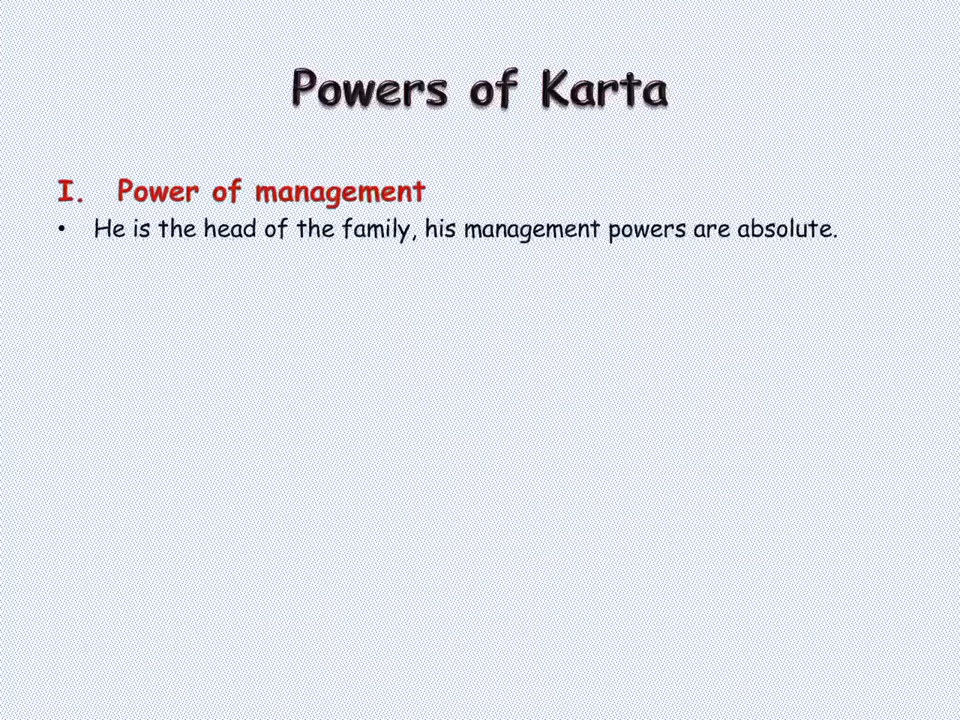 Powers of Karta
I. Power of management
• He is the head of the family, his management powers are absolute.